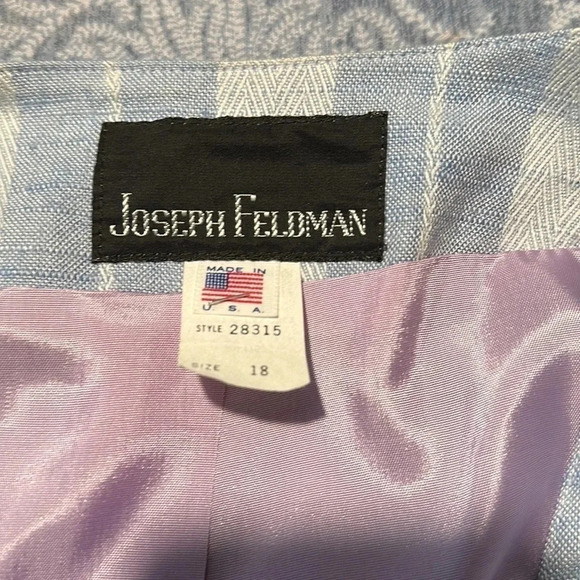 JOSEPH FELDMAN
MADE IN
U. S. A.
STYLE 28315
SIZE 18